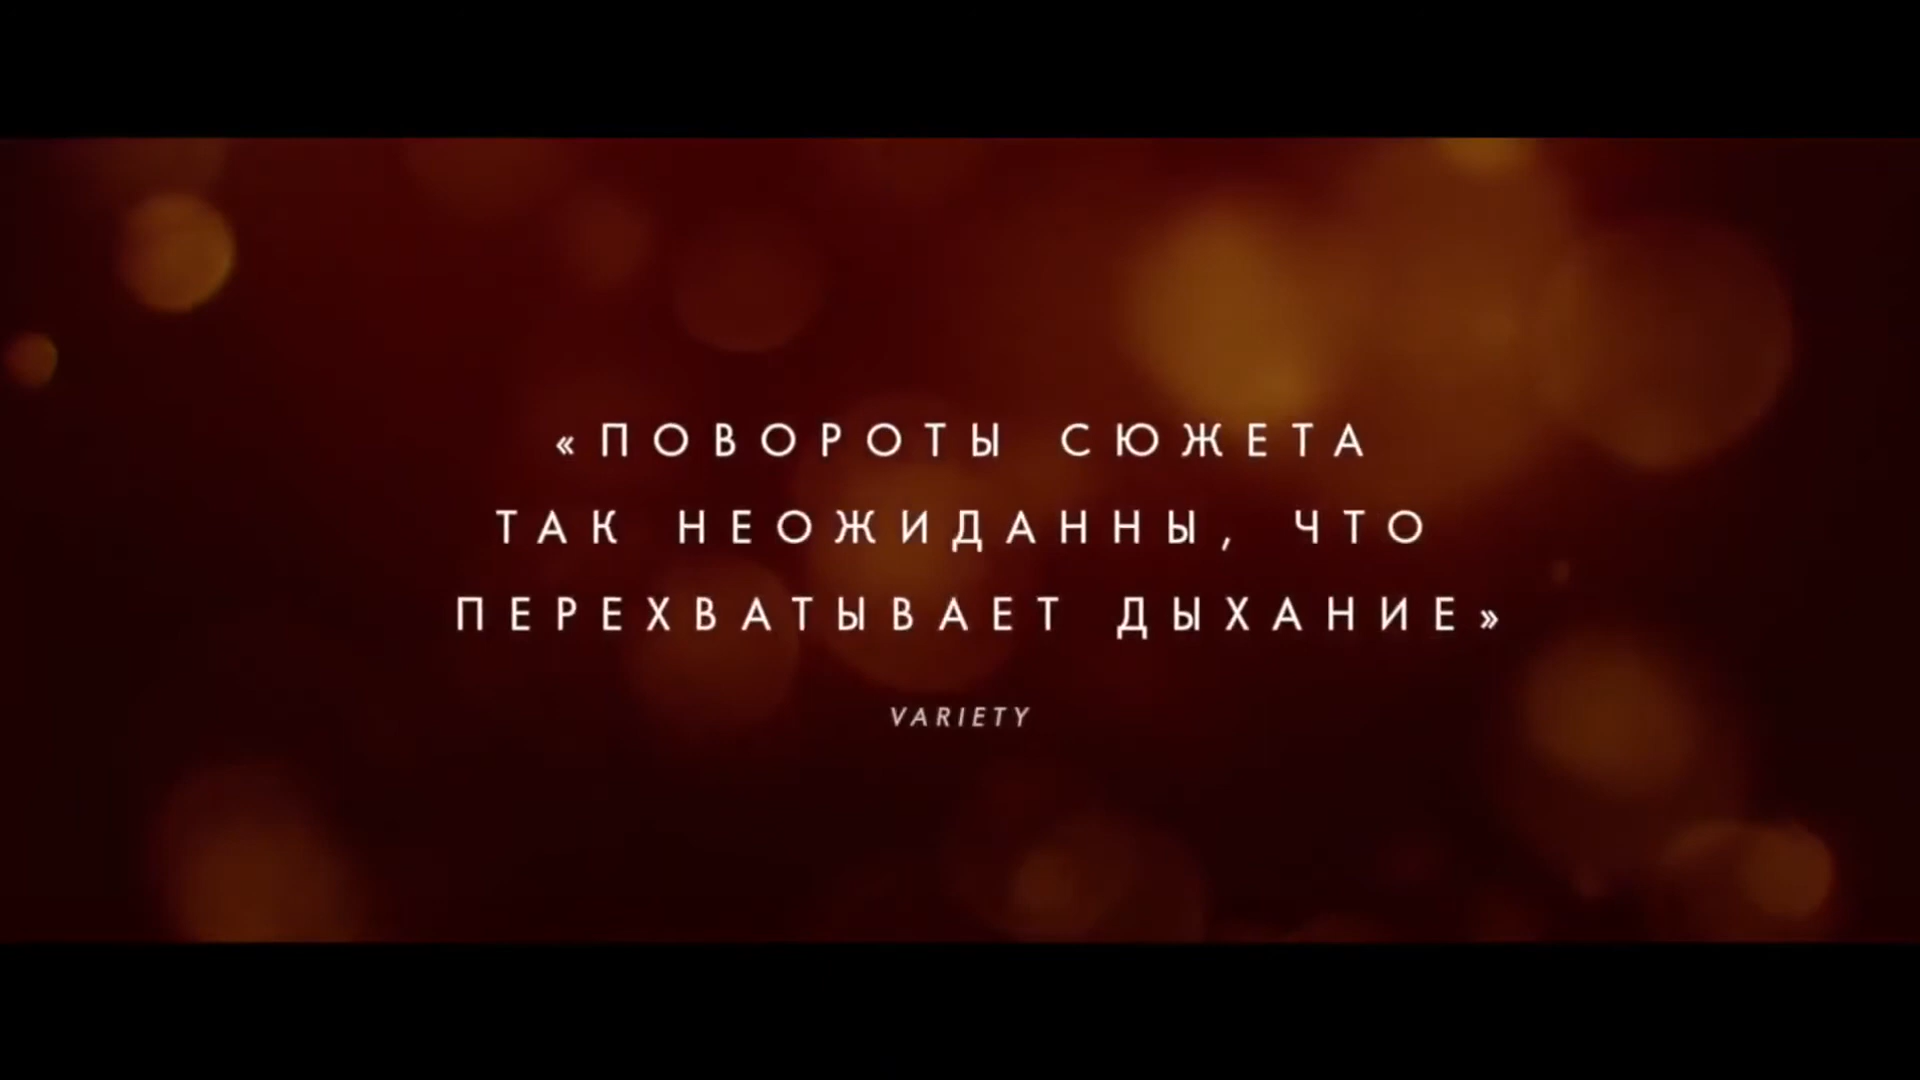 «ПОВОРОТЫ СЮЖЕТА
ТАК НЕОЖИДАННЫ, ЧТО
ПЕРЕХВАТЫВАЕТ ДЫХАНИЕ»
VARIETY